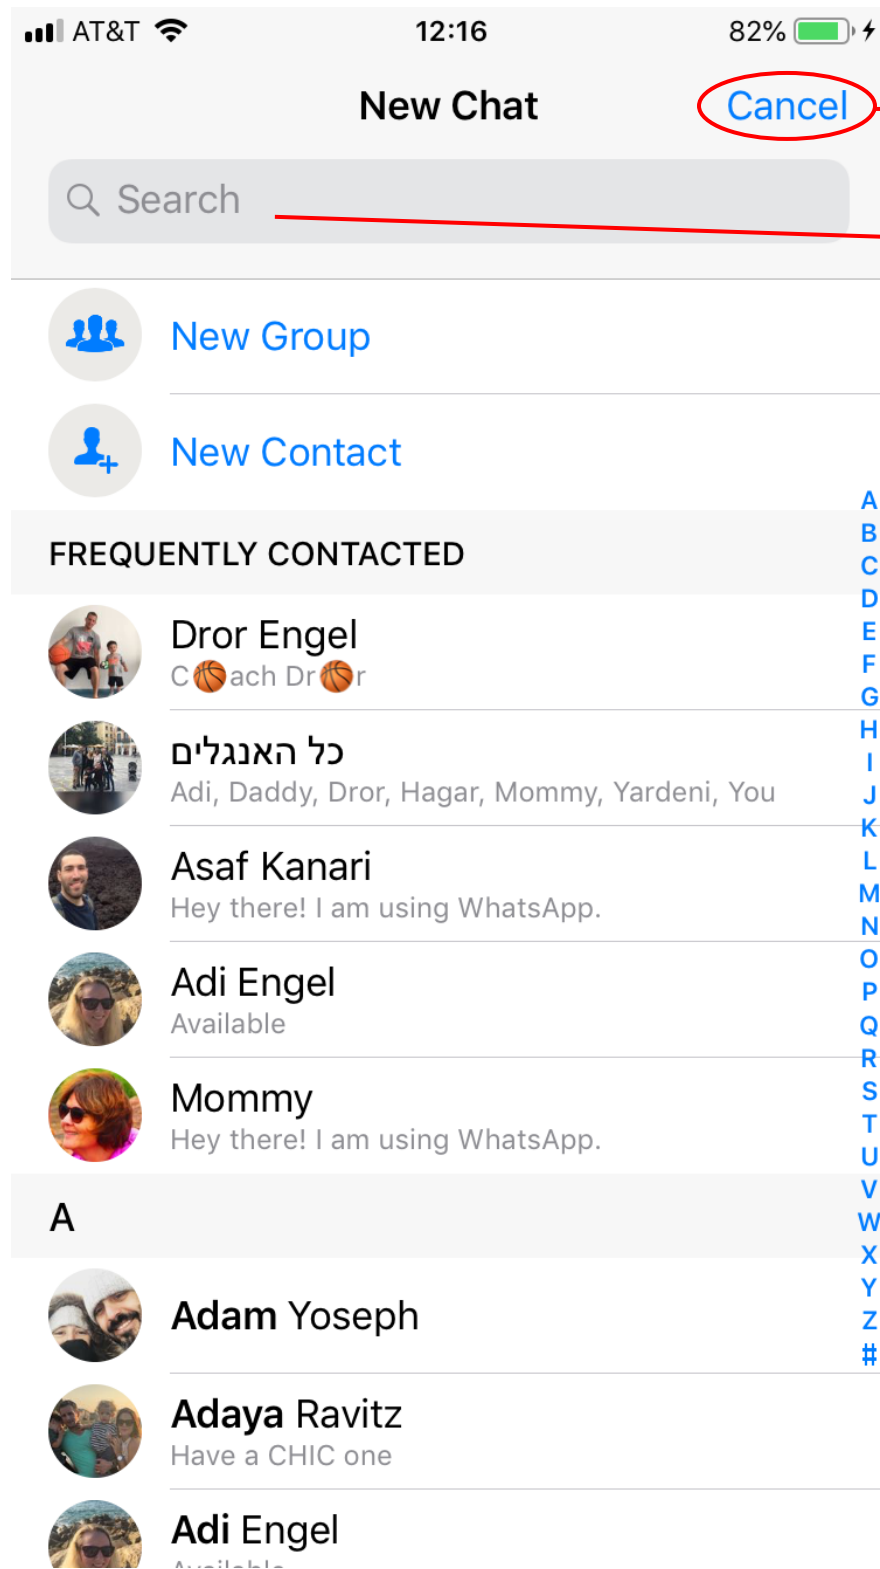 AT&T 12:16 82%
New Chat Cancel
Search
New Group
New Contact
FREQUENTLY CONTACTED
Dror Engel
C🏀ach Dr🏀r
כל האנגלים
Adi, Daddy, Dror, Hagar, Mommy, Yardeni, You
Asaf Kanari
Hey there! I am using WhatsApp.
Adi Engel
Available
Mommy
Hey there! I am using WhatsApp.
A
Adam Yoseph
Adaya Ravitz
Have a CHIC one
Adi Engel
Available
A
B
C
D
E
F
G
H
I
J
K
L
M
N
O
P
Q
R
S
T
U
V
W
X
Y
Z
#